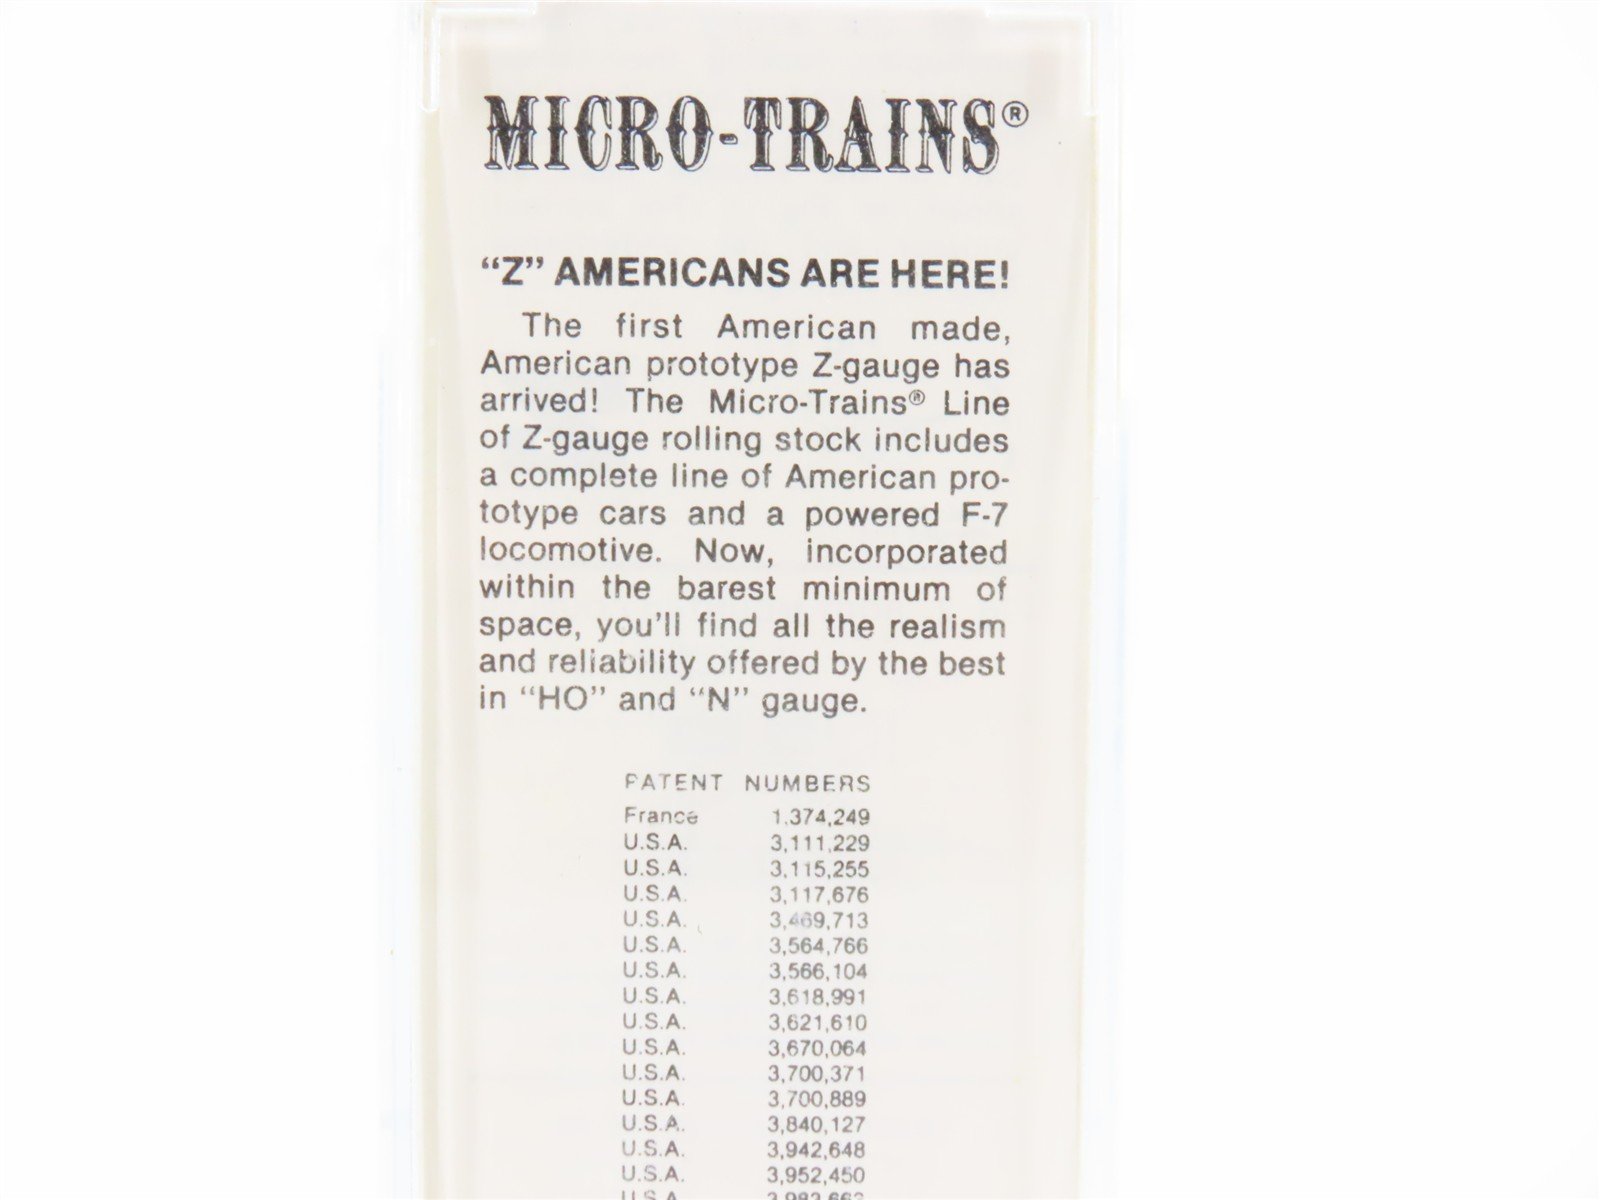 MICRO-TRAINS®
“Z” AMERICANS ARE HERE!
The first American made,
American prototype Z-gauge has
arrived! The Micro-Trains® Line
of Z-gauge rolling stock includes
a complete line of American pro-
totype cars and a powered F-7
locomotive. Now, incorporated
within the barest minimum of
space, you’ll find all the realism
and reliability offered by the best
in “HO” and “N” gauge.
PATENT NUMBERS
France 1.374,249
U.S.A. 3,111,229
U.S.A. 3,115,255
U.S.A. 3,117,676
U.S.A. 3,469,713
U.S.A. 3,564,766
U.S.A. 3,566,104
U.S.A. 3,618,991
U.S.A. 3,621,610
U.S.A. 3,670,064
U.S.A. 3,700,371
U.S.A. 3,700,889
U.S.A. 3,840,127
U.S.A. 3,942,648
U.S.A. 3,952,450
U.S.A.